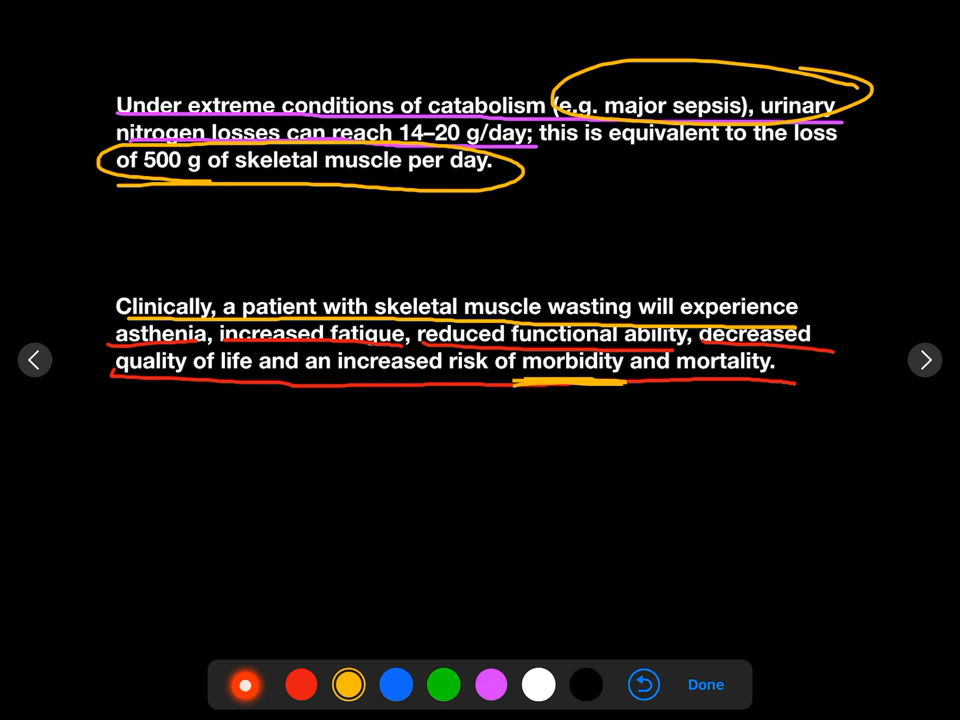 Under extreme conditions of catabolism (e.g. major sepsis), urinary
nitrogen losses can reach 14–20 g/day; this is equivalent to the loss
of 500 g of skeletal muscle per day.
Clinically, a patient with skeletal muscle wasting will experience
asthenia, increased fatigue, reduced functional ability, decreased
quality of life and an increased risk of morbidity and mortality.
Done